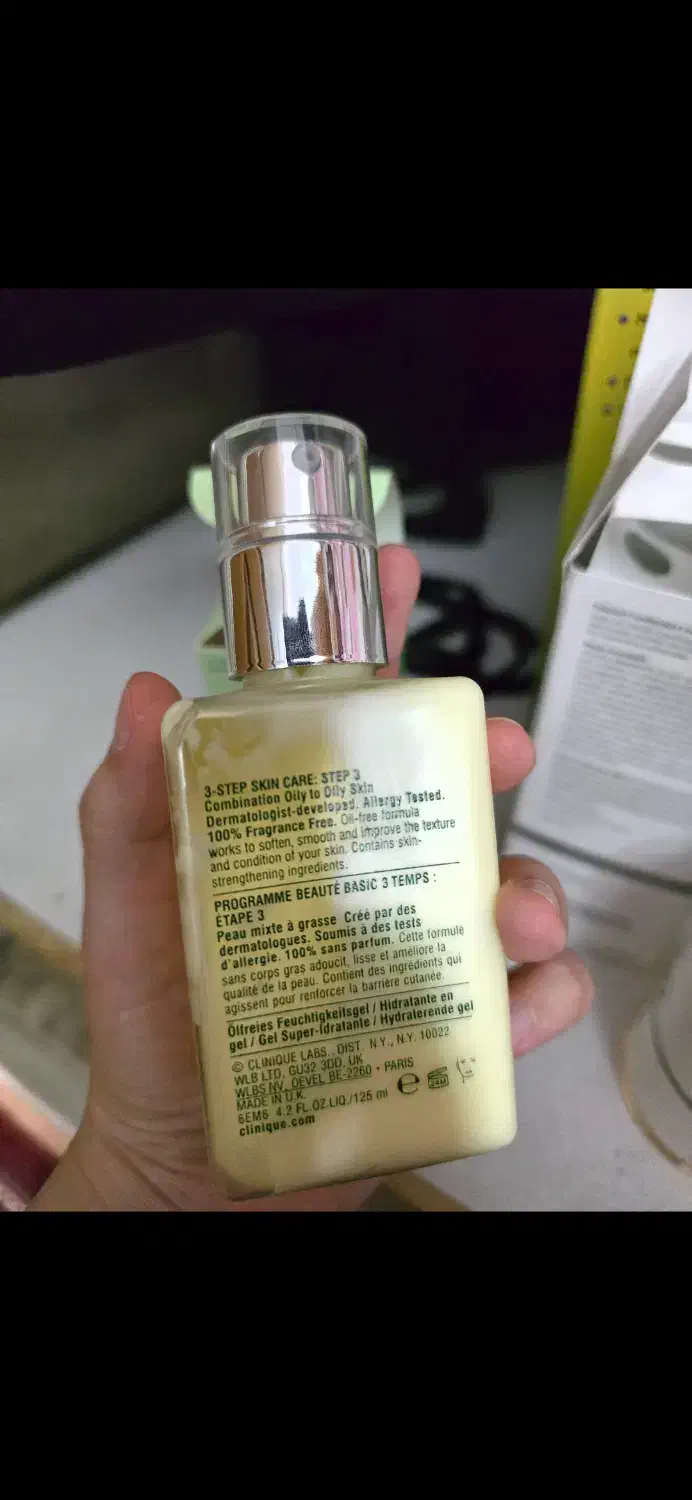 3-STEP SKIN CARE: STEP 3
Combination Oily to Oily Skin
Dermatologist-developed. Allergy Tested.
100% Fragrance Free. Oil-free formula
works to soften, smooth and improve the texture
and condition of your skin. Contains skin-
strengthening ingredients.
PROGRAMME BEAUTÉ BASIC 3 TEMPS :
ÉTAPE 3
Peau mixte à grasse Créé par des
dermatologues. Soumis à des tests
d'allergie. 100% sans parfum. Cette formule
sans corps gras adoucit, lisse et améliore la
qualité de la peau. Contient des ingrédients qui
agissent pour renforcer la barrière cutanée.
Ölfreies Feuchtigkeitsgel / Hidratante en
gel / Gel Super-Idratante / Hydraterende gel
© CLINIQUE LABS., DIST. N.Y., N.Y. 10022
WLB LTD, GU32 3DD, UK
WLBS NV, OEVEL BE-2260 • PARIS
MADE IN U.K.
6EM6 4.2 FL.OZ.LIQ./125 ml e 24M
clinique.com